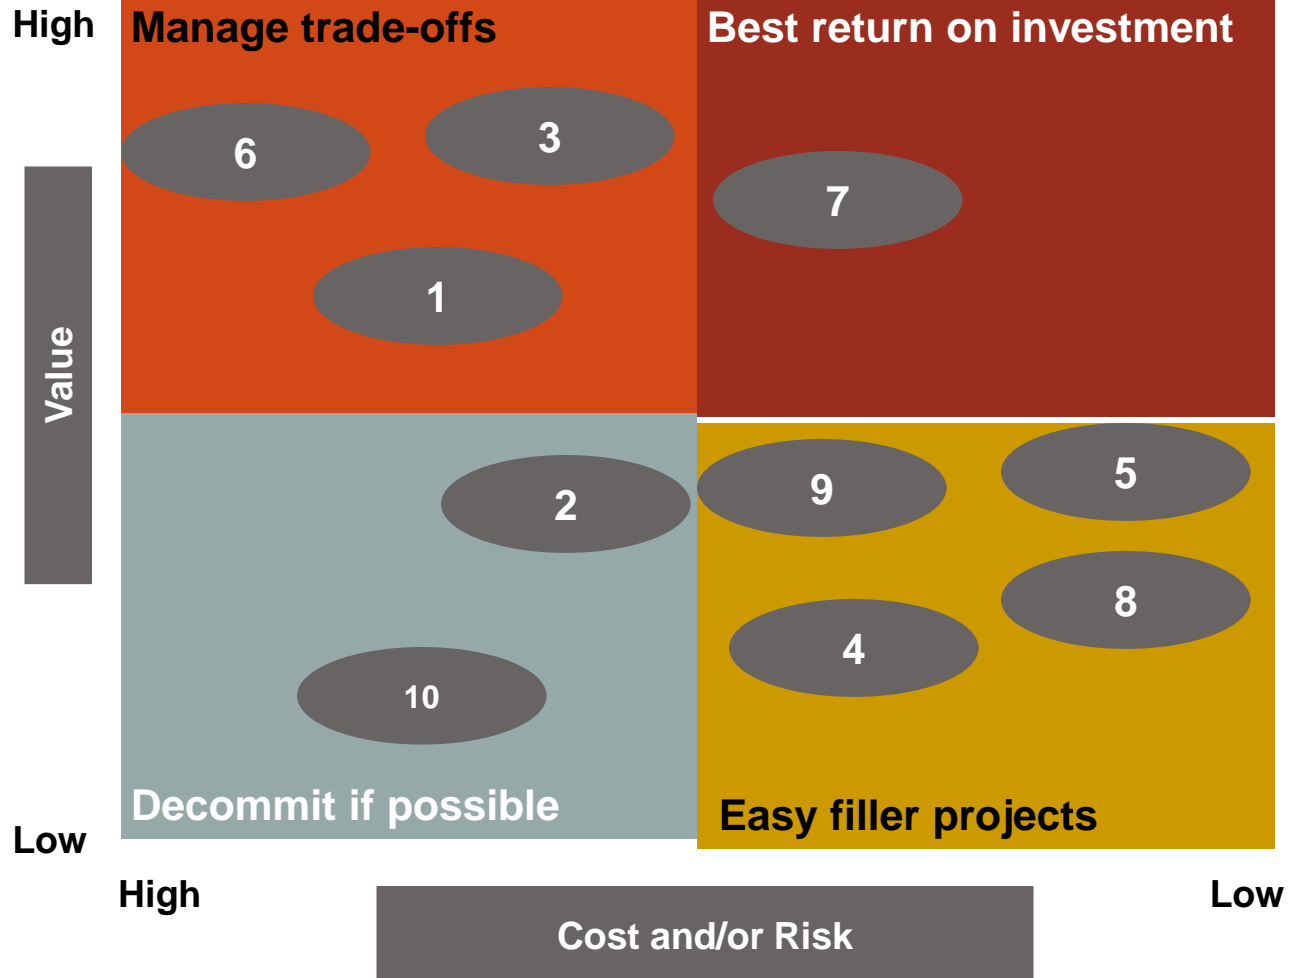 High
Manage trade-offs
Best return on investment
6
3
7
1
Value
2
9
5
8
4
10
Decommit if possible
Easy filler projects
Low
High
Low
Cost and/or Risk